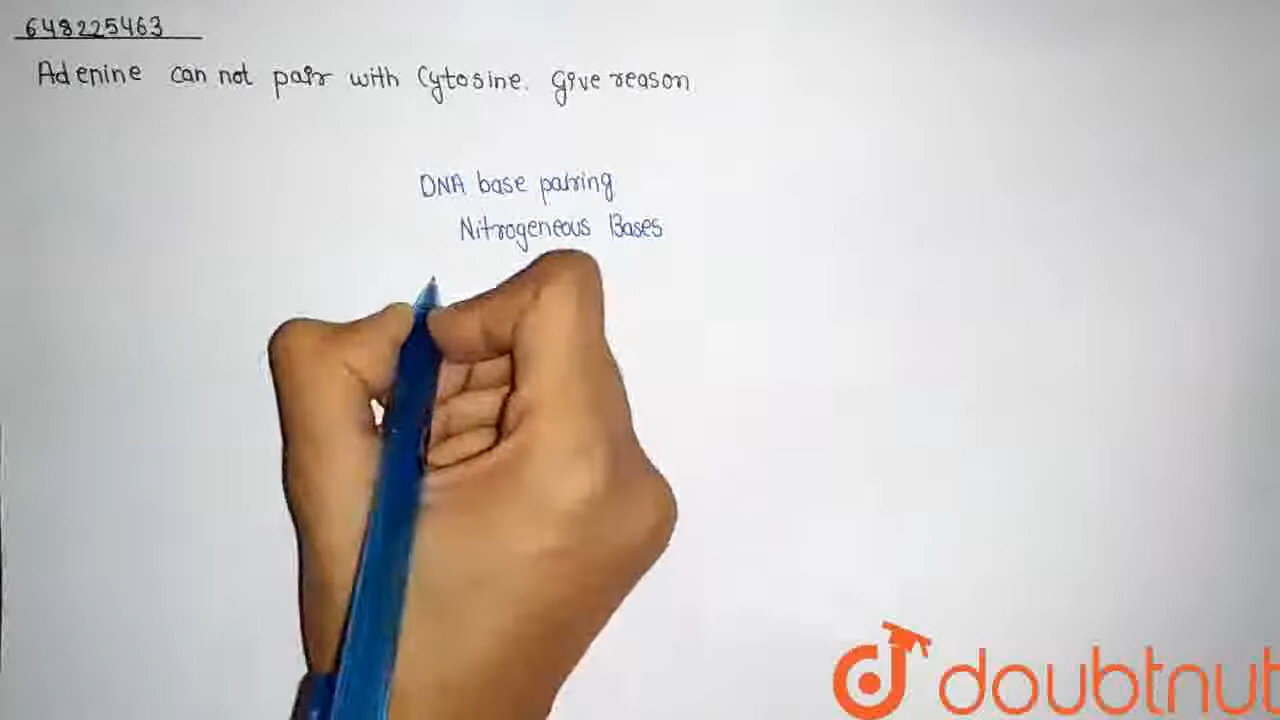 648225463
Adenine can not pair with Cytosine. Give reason
DNA base pairing
Nitrogeneous Bases
doubtnut